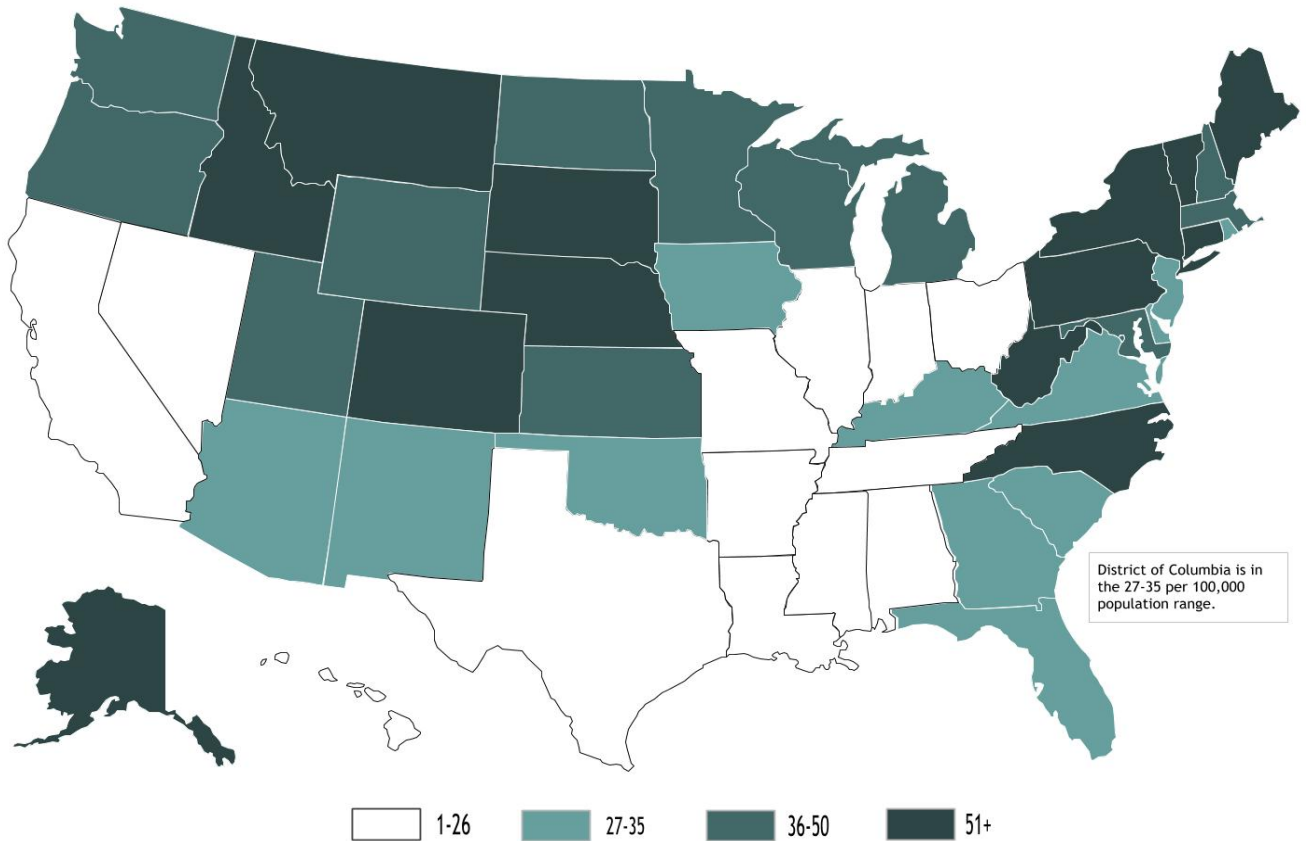 District of Columbia is in
the 27-35 per 100,000
population range.
1-26
27-35
36-50
51+